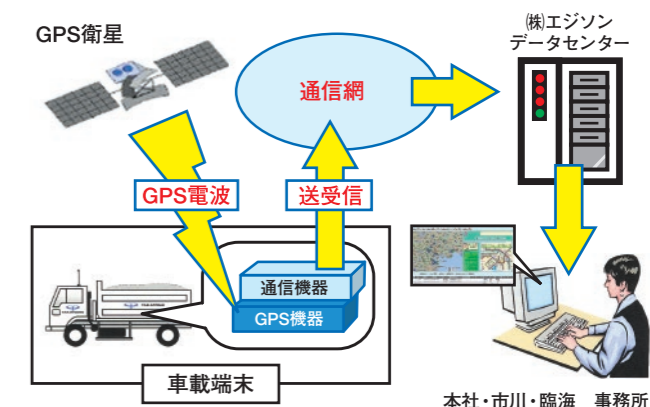 GPS衛星
㈱エジソン
データセンター
通信網
GPS電波
送受信
通信機器
GPS機器
車載端末
本社・市川・臨海 事務所